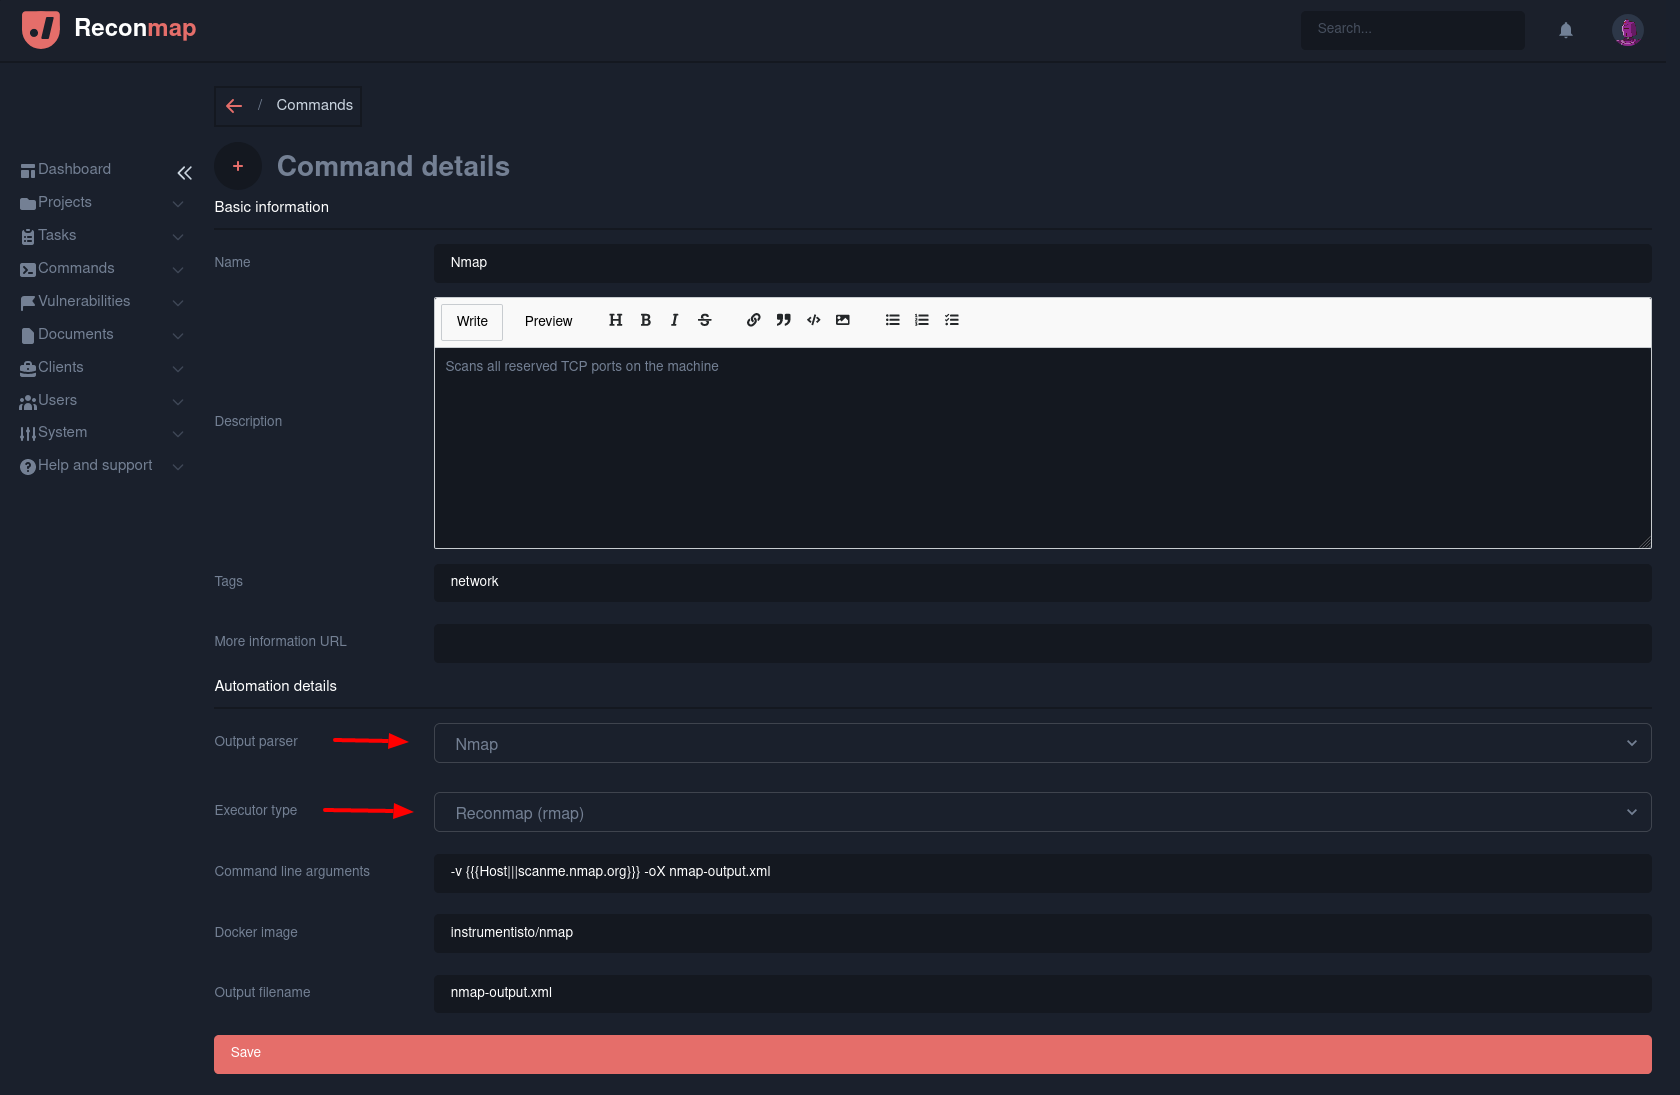 Reconmap
Search...
/ Commands
Command details
Dashboard
Projects
Tasks
Commands
Vulnerabilities
Documents
Clients
Users
System
Help and support
Basic information
Name
Nmap
Write
Preview
Scans all reserved TCP ports on the machine
Description
Tags
network
More information URL
Automation details
Output parser
Nmap
Executor type
Reconmap (rmap)
Command line arguments
-v {{{Host|||scanme.nmap.org}}} -oX nmap-output.xml
Docker image
instrumentisto/nmap
Output filename
nmap-output.xml
Save